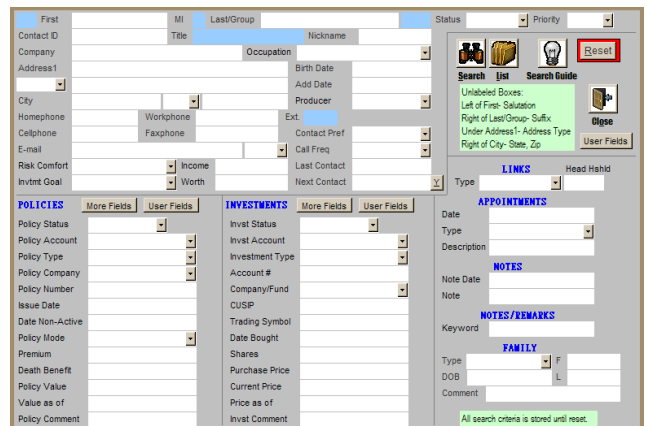 First MI Last/Group Status Priority
Contact ID Title Nickname
Company Occupation
Address1 Birth Date
Add Date
City Producer
Homephone Workphone Ext.
Cellphone Faxphone Contact Pref
E-mail Call Freq
Risk Comfort Income Last Contact
Invtmt Goal Worth Next Contact Y
Reset
Search List Search Guide
Unlabeled Boxes:
Left of First- Salutation
Right of Last/Group- Suffix
Under Address1- Address Type
Right of City- State, Zip
Close
User Fields
LINKS Head Hshld
Type
POLICIES More Fields User Fields
Policy Status
Policy Account
Policy Type
Policy Company
Policy Number
Issue Date
Date Non-Active
Policy Mode
Premium
Death Benefit
Policy Value
Value as of
Policy Comment
INVESTMENTS More Fields User Fields
Invst Status
Invst Account
Investment Type
Account #
Company/Fund
CUSIP
Trading Symbol
Date Bought
Shares
Purchase Price
Current Price
Price as of
Invst Comment
APPOINTMENTS
Date
Type
Description
NOTES
Note Date
Note
NOTES/REMARKS
Keyword
FAMILY
Type F
DOB L
Comment
All search criteria is stored until reset.